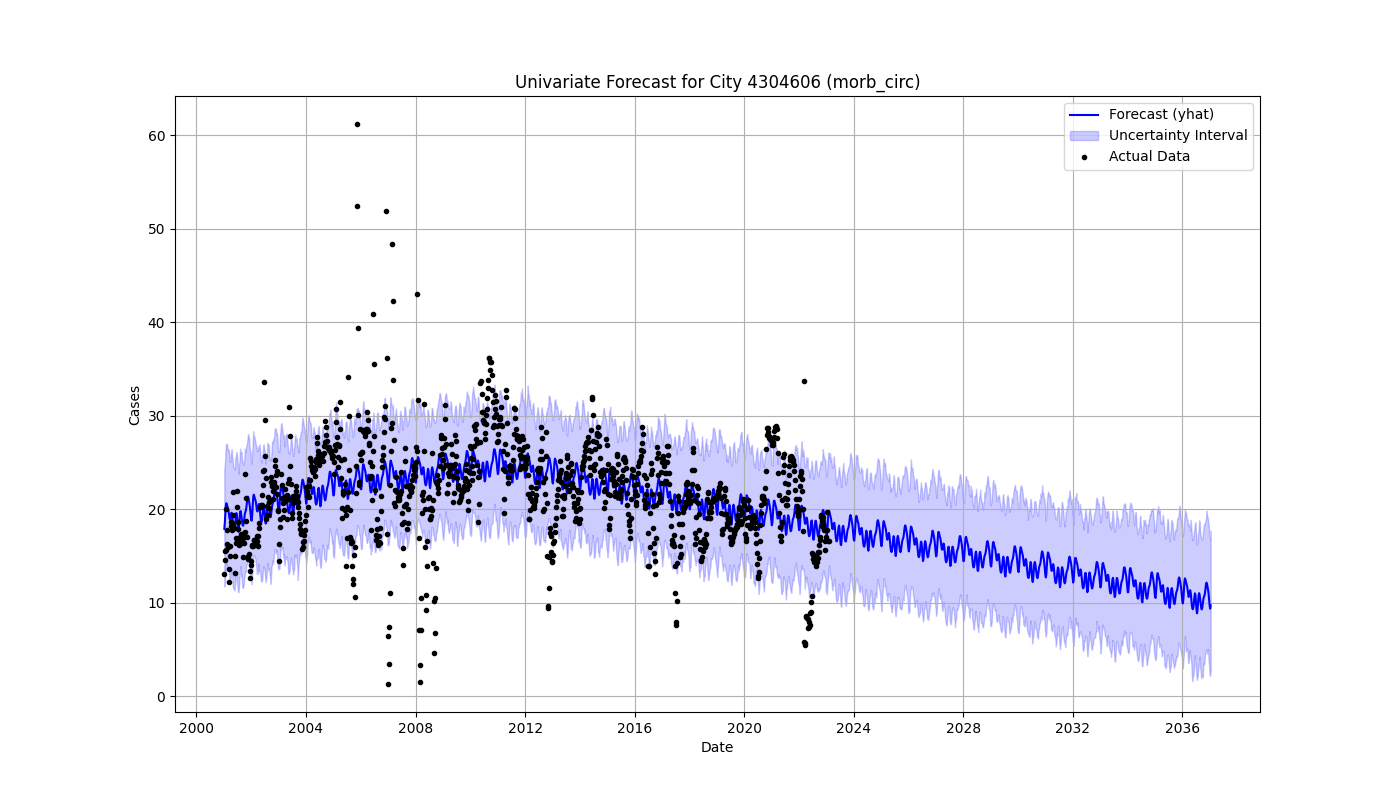 Univariate Forecast for City 4304606 (morb_circ)
Forecast (yhat)
Uncertainty Interval
Actual Data
60
50
40
30
20
10
0
Cases
2000 2004 2008 2012 2016 2020 2024 2028 2032 2036
Date